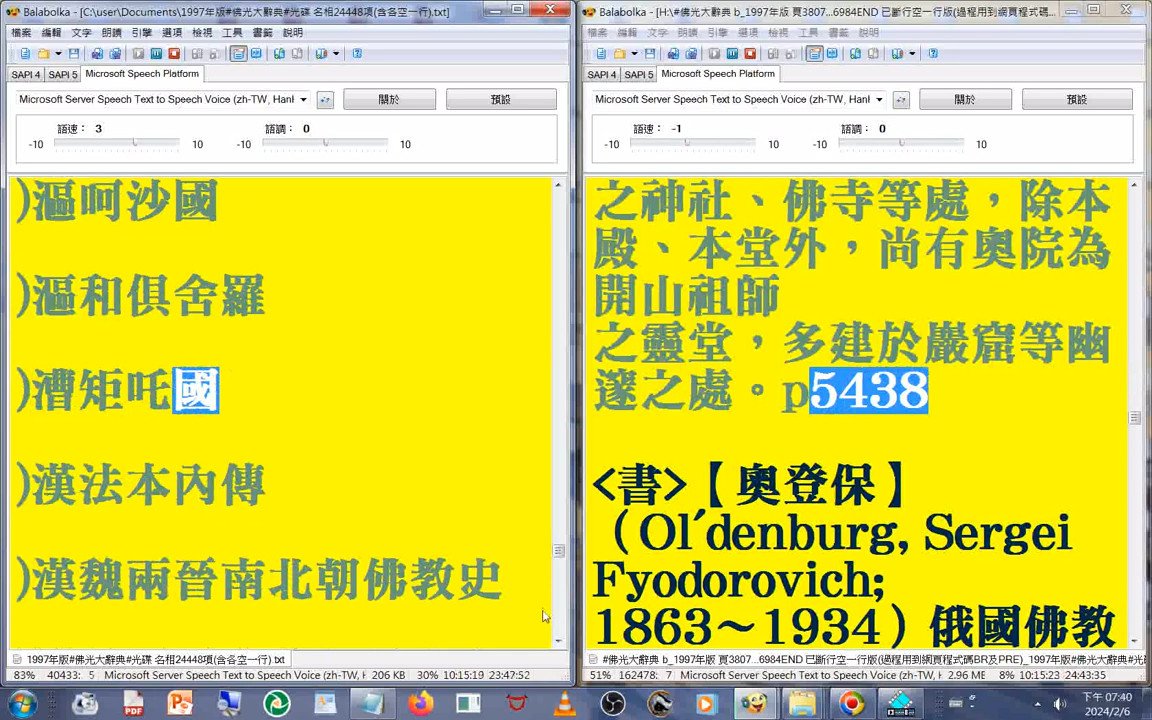 Balabolka - [C:\user\Documents\1997年版#佛光大辭典#光碟 名相24448項(含各空一行).txt]
檔案 編輯 文字 朗讀 引擎 選項 檢視 工具 書籤 說明
SAPI 4 SAPI 5 Microsoft Speech Platform
Microsoft Server Speech Text to Speech Voice (zh-TW, Han 關於 預設
語速： 3 語調： 0
-10 10 -10 10
)漚呵沙國
)漚和俱舍羅
)漕矩吒國
)漢法本內傳
)漢魏兩晉南北朝佛教史
1997年版#佛光大辭典#光碟 名相24448項(含各空一行).txt
83% 40433: 5 Microsoft Server Speech Text to Speech Voice (zh-TW, H 206 KB 30% 10:15:19 23:47:52
Balabolka - [H:\#佛光大辭典 b_1997年版 頁3807...6984END 已斷行空一行版(過程用到網頁程式碼...
檔案 編輯 文字 朗讀 引擎 選項 檢視 工具 書籤 說明
SAPI 4 SAPI 5 Microsoft Speech Platform
Microsoft Server Speech Text to Speech Voice (zh-TW, Han 關於 預設
語速： -1 語調： 0
-10 10 -10 10
之神社、佛寺等處，除本
殿、本堂外，尚有奧院為
開山祖師
之靈堂，多建於巖窟等幽
邃之處。p5438
<書>【奧登保】
（Ol′denburg, Sergei
Fyodorovich;
1863～1934）俄國佛教
#佛光大辭典 b_1997年版 頁3807...6984END 已斷行空一行版(過程用到網頁程式碼BR及PRE)_1997年版#佛光
51% 162478: 7 Microsoft Server Speech Text to Speech Voice (zh-TW, H 2.96 MB 8% 10:15:23 24:43:35
下午 07:40
2024/2/6